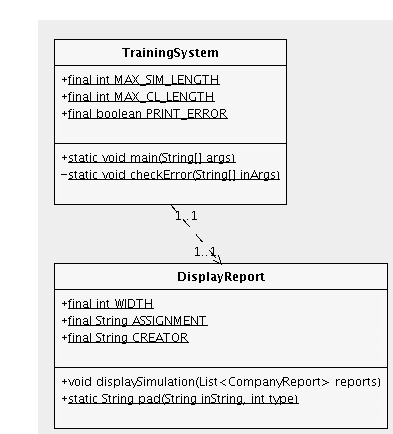 TrainingSystem
+final int MAX_SIM_LENGTH
+final int MAX_CL_LENGTH
+final boolean PRINT_ERROR
+static void main(String[] args)
-static void checkError(String[] inArgs)
1..1
1..1
DisplayReport
+final int WIDTH
+final String ASSIGNMENT
+final String CREATOR
+void displaySimulation(List<CompanyReport> reports)
+static String pad(String inString, int type)